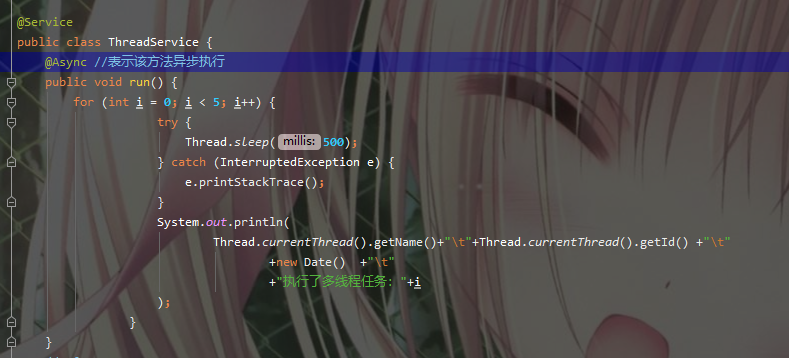 @Service
public class ThreadService {
@Async //表示该方法异步执行
public void run() {
for (int i = 0; i < 5; i++) {
try {
Thread.sleep( millis: 500);
} catch (InterruptedException e) {
e.printStackTrace();
}
System.out.println(
Thread.currentThread().getName()+"\t"+Thread.currentThread().getId() +"\t"
+new Date()  +"\t"
+"执行了多线程任务: "+i
);
}
}